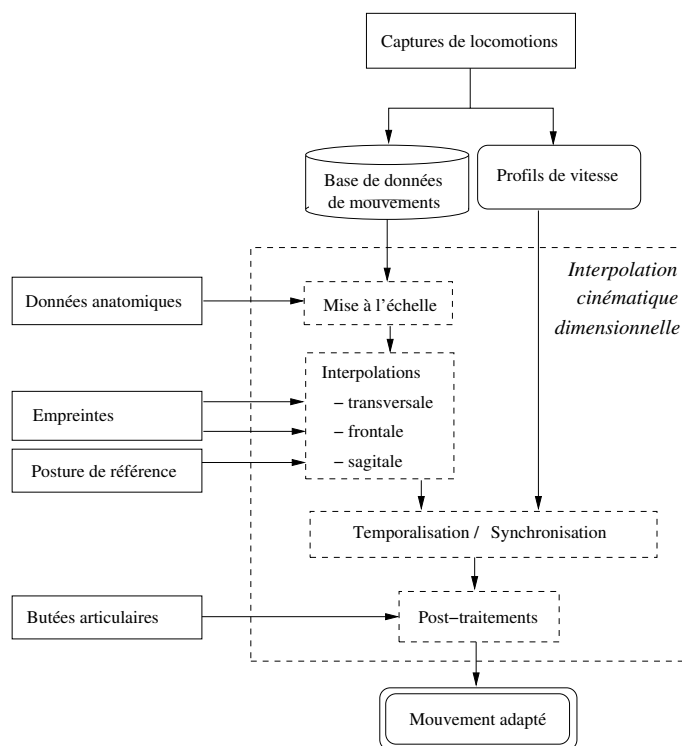 Captures de locomotions
Base de données
de mouvements
Profils de vitesse
Interpolation
cinématique
dimensionnelle
Données anatomiques
Mise à l'échelle
Interpolations
− transversale
− frontale
− sagitale
Empreintes
Posture de référence
Temporalisation / Synchronisation
Butées articulaires
Post−traitements
Mouvement adapté